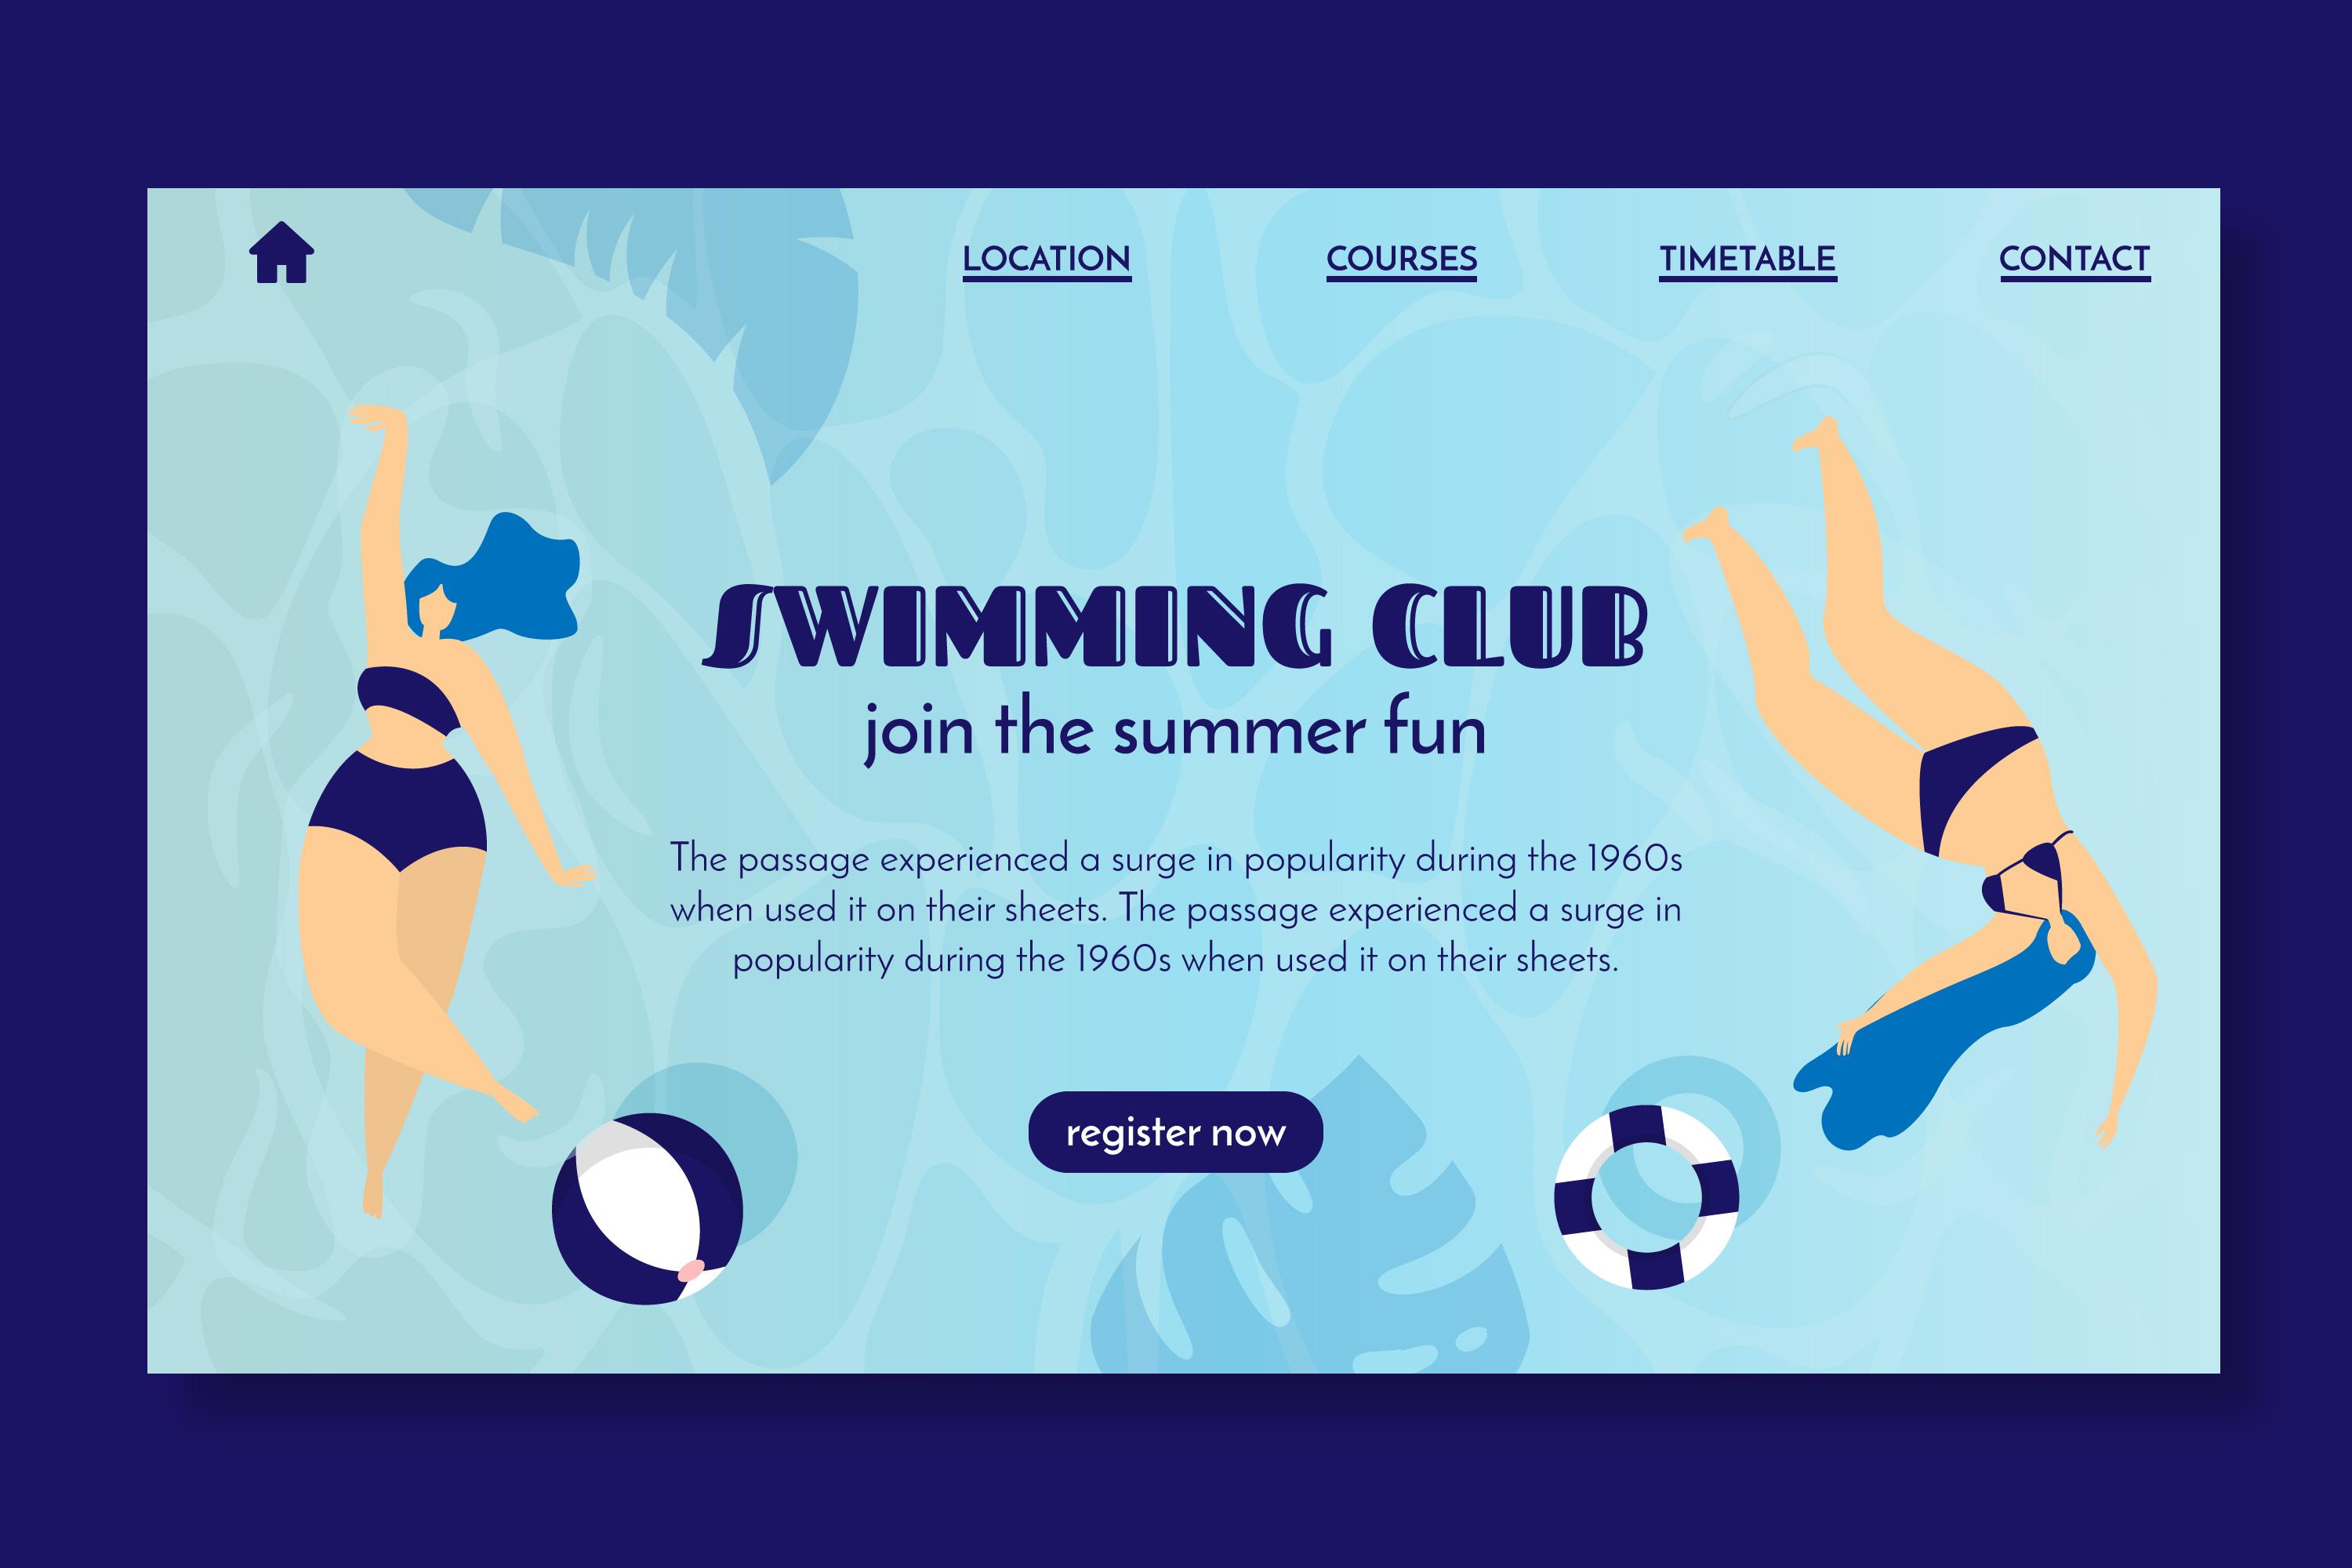 LOCATION COURSES TIMETABLE CONTACT
SWIMMING CLUB
join the summer fun
The passage experienced a surge in popularity during the 1960s
when used it on their sheets. The passage experienced a surge in
popularity during the 1960s when used it on their sheets.
register now